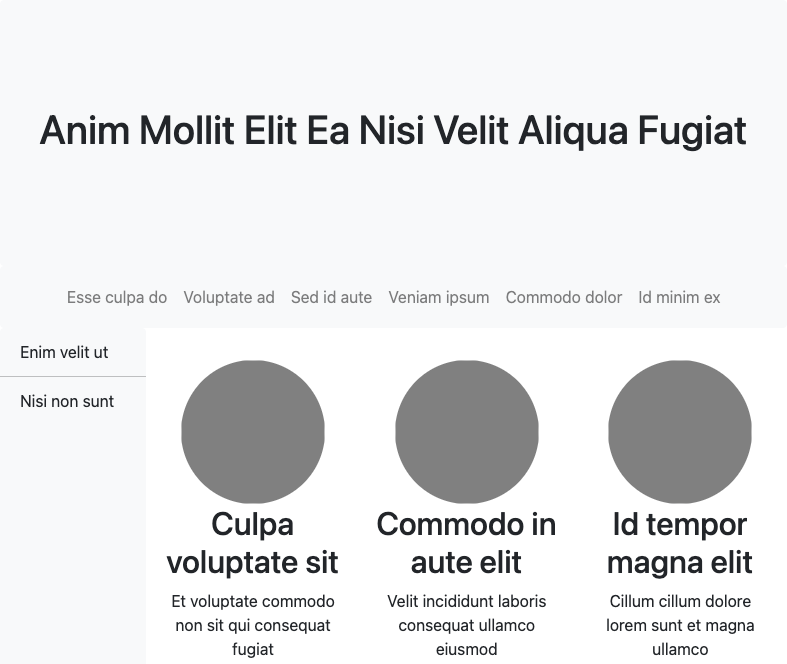 Anim Mollit Elit Ea Nisi Velit Aliqua Fugiat
Esse culpa do Voluptate ad Sed id aute Veniam ipsum Commodo dolor Id minim ex
Enim velit ut
Nisi non sunt
Culpa
voluptate sit
Et voluptate commodo
non sit qui consequat
fugiat
Commodo in
aute elit
Velit incididunt laboris
consequat ullamco
eiusmod
Id tempor
magna elit
Cillum cillum dolore
lorem sunt et magna
ullamco